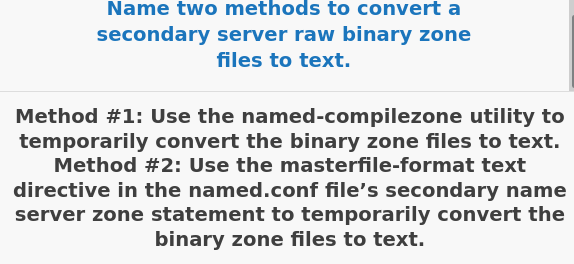 Name two methods to convert a
secondary server raw binary zone
files to text.
Method #1: Use the named-compilezone utility to
temporarily convert the binary zone files to text.
Method #2: Use the masterfile-format text
directive in the named.conf file’s secondary name
server zone statement to temporarily convert the
binary zone files to text.